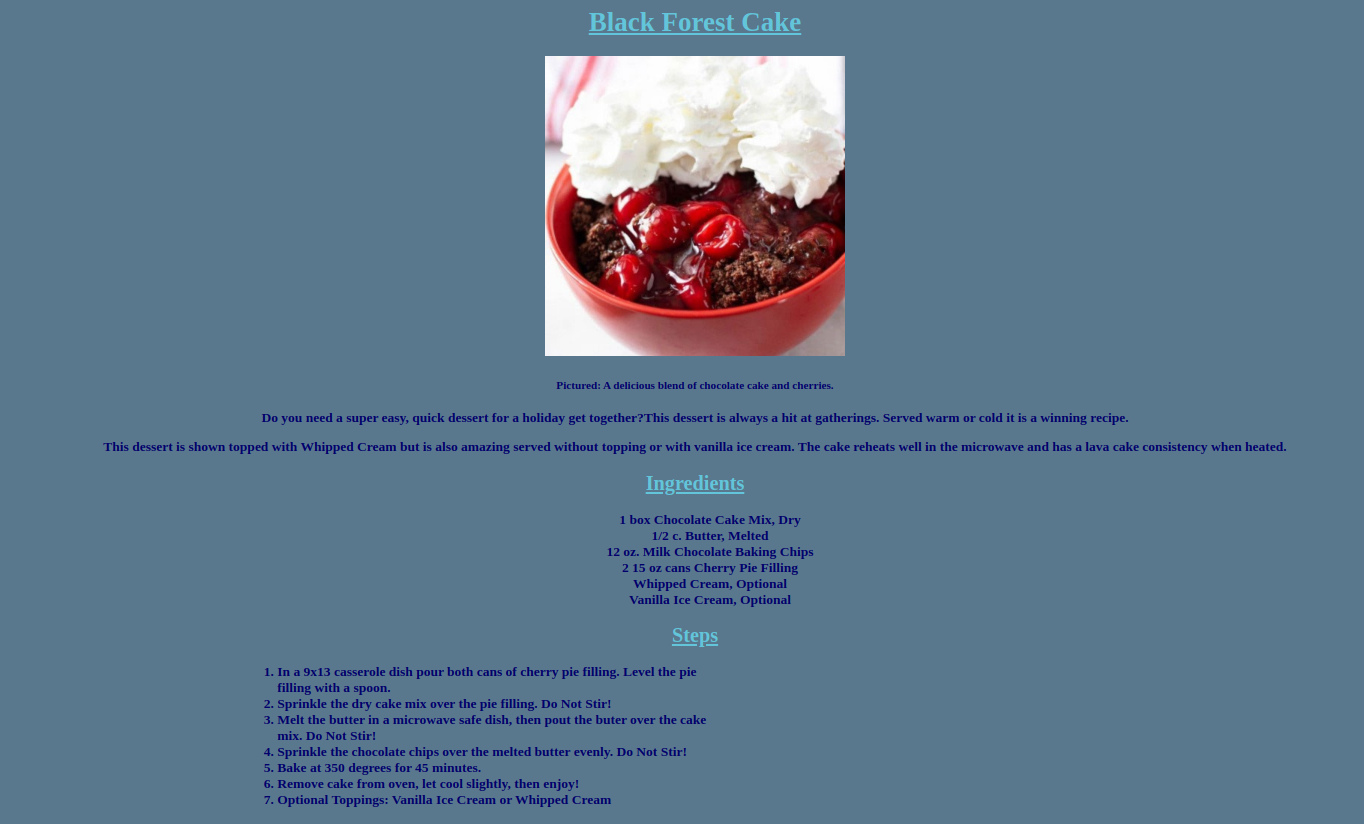 Black Forest Cake
Pictured: A delicious blend of chocolate cake and cherries.
Do you need a super easy, quick dessert for a holiday get together?This dessert is always a hit at gatherings. Served warm or cold it is a winning recipe.
This dessert is shown topped with Whipped Cream but is also amazing served without topping or with vanilla ice cream. The cake reheats well in the microwave and has a lava cake consistency when heated.
Ingredients
1 box Chocolate Cake Mix, Dry
1/2 c. Butter, Melted
12 oz. Milk Chocolate Baking Chips
2 15 oz cans Cherry Pie Filling
Whipped Cream, Optional
Vanilla Ice Cream, Optional
Steps
1. In a 9x13 casserole dish pour both cans of cherry pie filling. Level the pie
filling with a spoon.
2. Sprinkle the dry cake mix over the pie filling. Do Not Stir!
3. Melt the butter in a microwave safe dish, then pout the buter over the cake
mix. Do Not Stir!
4. Sprinkle the chocolate chips over the melted butter evenly. Do Not Stir!
5. Bake at 350 degrees for 45 minutes.
6. Remove cake from oven, let cool slightly, then enjoy!
7. Optional Toppings: Vanilla Ice Cream or Whipped Cream